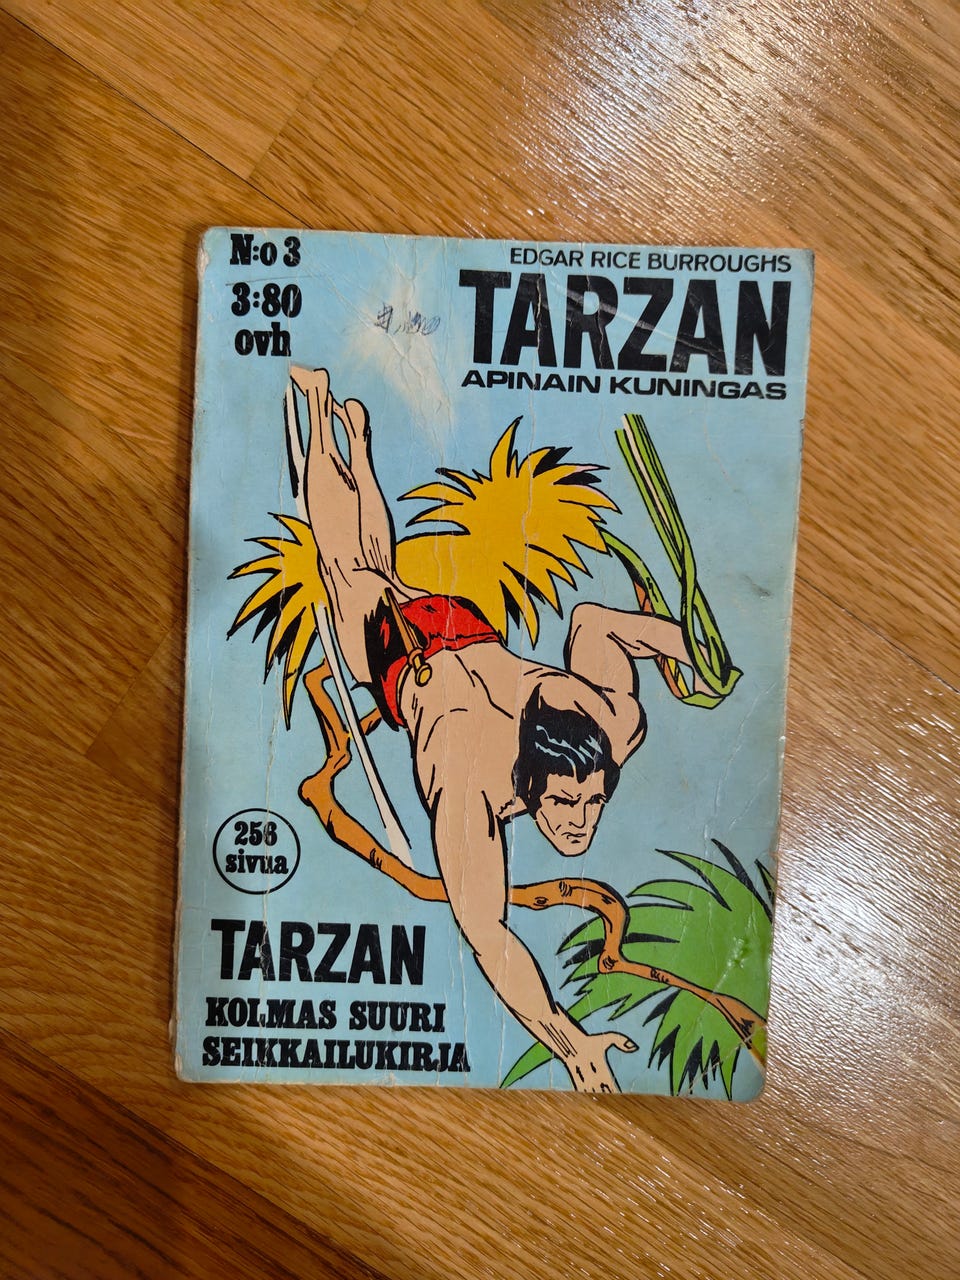 N:o 3
3:80
ovh
EDGAR RICE BURROUGHS
TARZAN
APINAIN KUNINGAS
256
sivua
TARZAN
KOLMAS SUURI
SEIKKAILUKIRJA